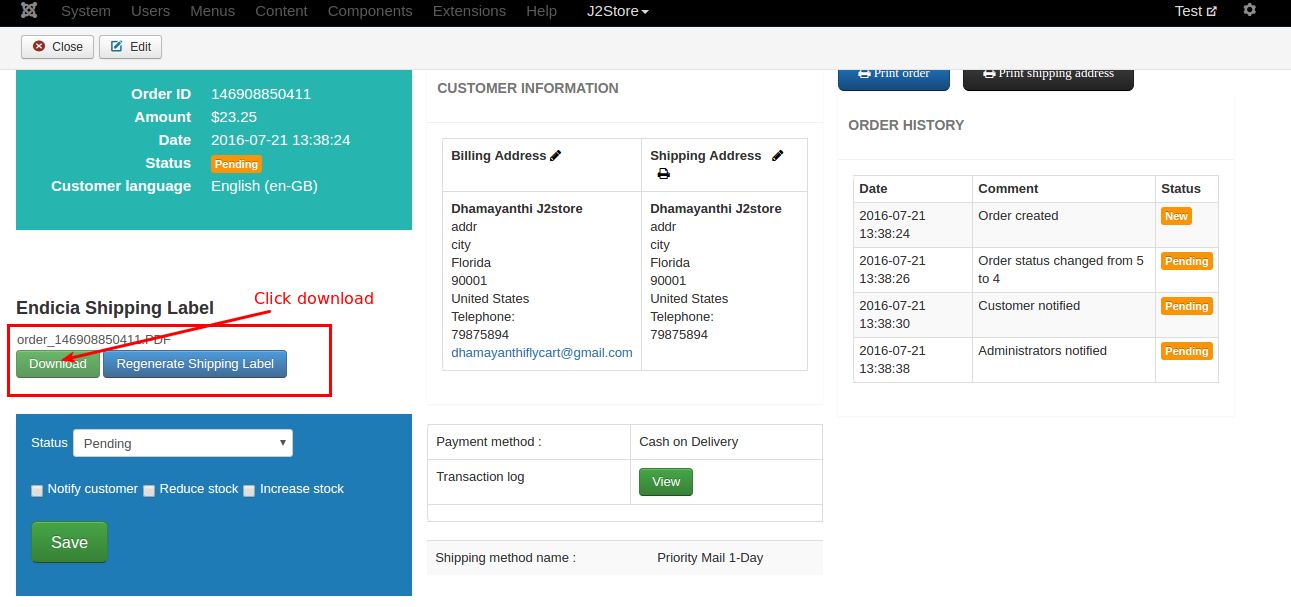 System Users Menus Content Components Extensions Help J2Store Test
Close Edit
Order ID 146908850411
Amount $23.25
Date 2016-07-21 13:38:24
Status Pending
Customer language English (en-GB)
Endicia Shipping Label
Click download
order_146908850411.PDF
Download Regenerate Shipping Label
Status Pending
Notify customer Reduce stock Increase stock
Save
CUSTOMER INFORMATION
Billing Address
Dhamayanthi J2store
addr
city
Florida
90001
United States
Telephone:
79875894
dhamayanthiflycart@gmail.com
Shipping Address
Dhamayanthi J2store
addr
city
Florida
90001
United States
Telephone:
79875894
Payment method : Cash on Delivery
Transaction log View
Shipping method name : Priority Mail 1-Day
Print order Print shipping address
ORDER HISTORY
Date Comment Status
2016-07-21 Order created New
13:38:24
2016-07-21 Order status changed from 5 Pending
13:38:26 to 4
2016-07-21 Customer notified Pending
13:38:30
2016-07-21 Administrators notified Pending
13:38:38